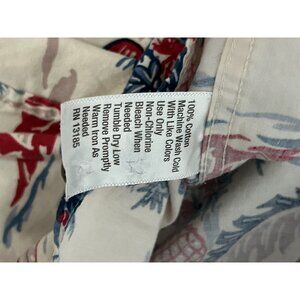 100% Cotton
Machine Wash Cold
With Like Colors
Use Only
Non-Chlorine
Bleach When
Needed
Tumble Dry Low
Remove Promptly
Warm Iron As
Needed
RN 13185